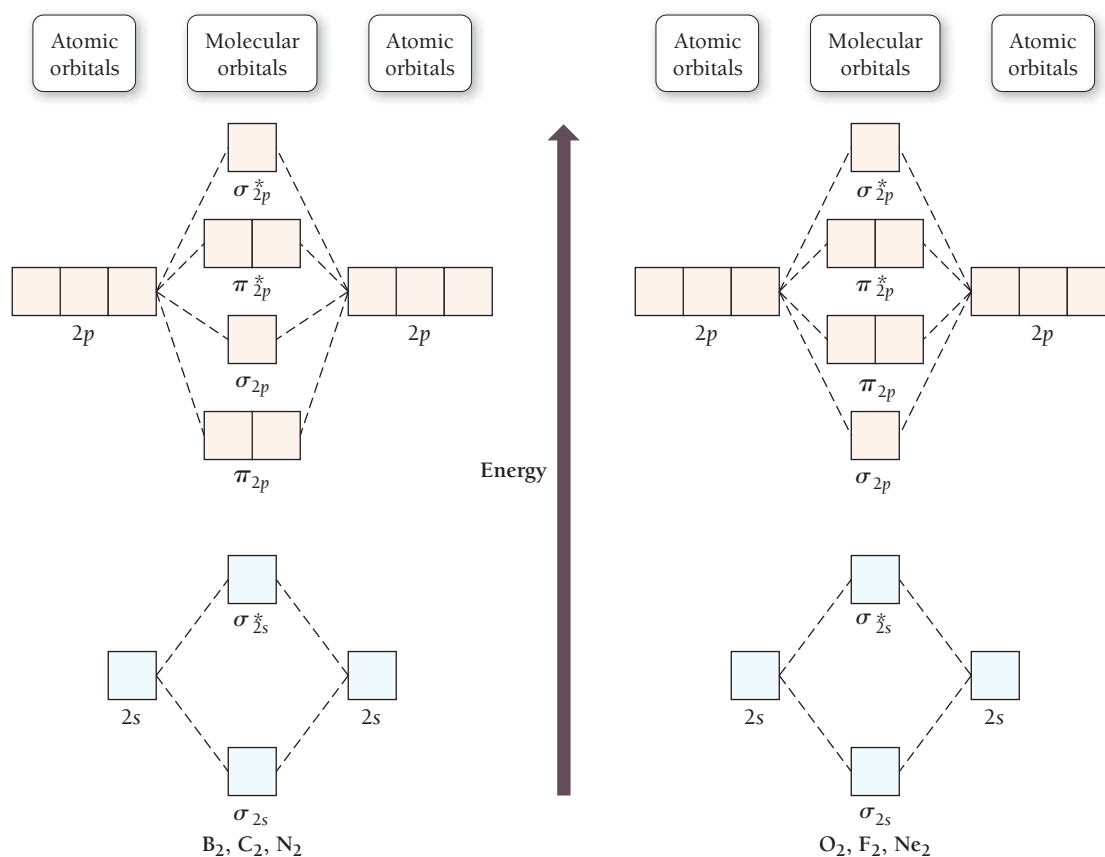 Atomic
orbitals
Molecular
orbitals
Atomic
orbitals
σ*2p
π*2p
2p
2p
σ2p
π2p
σ*2s
2s
2s
σ2s
B2, C2, N2
Energy
Atomic
orbitals
Molecular
orbitals
Atomic
orbitals
σ*2p
π*2p
2p
2p
π2p
σ2p
σ*2s
2s
2s
σ2s
O2, F2, Ne2